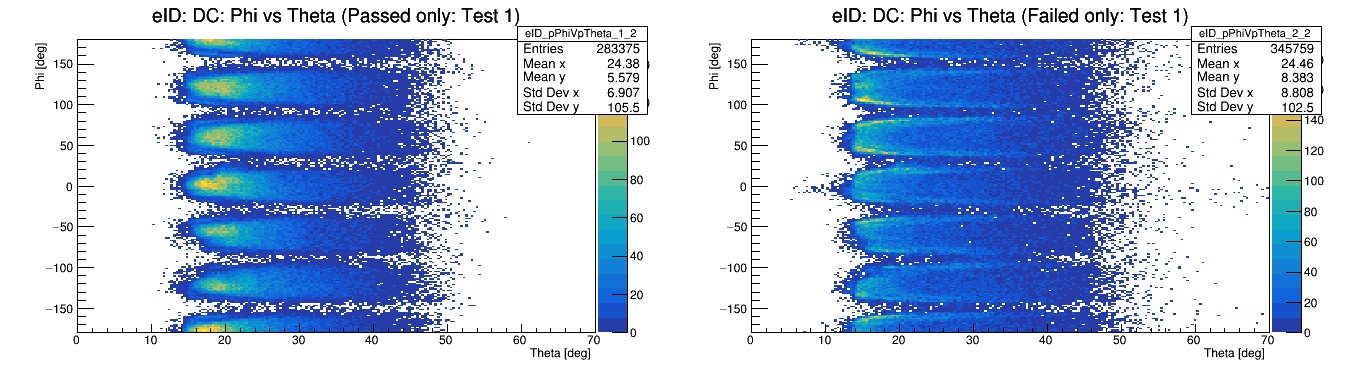 eID: DC: Phi vs Theta (Passed only: Test 1)
eID_pPhiVpTheta_1_2
Entries 283375
Mean x 24.38
Mean y 5.579
Std Dev x 6.907
Std Dev y 105.5
Phi [deg]
150
100
50
0
−50
−100
−150
0 10 20 30 40 50 60 70
Theta [deg]
100
80
60
40
20
0
eID: DC: Phi vs Theta (Failed only: Test 1)
eID_pPhiVpTheta_2_2
Entries 345759
Mean x 24.46
Mean y 8.383
Std Dev x 8.808
Std Dev y 102.5
Phi [deg]
150
100
50
0
−50
−100
−150
0 10 20 30 40 50 60 70
Theta [deg]
140
120
100
80
60
40
20
0